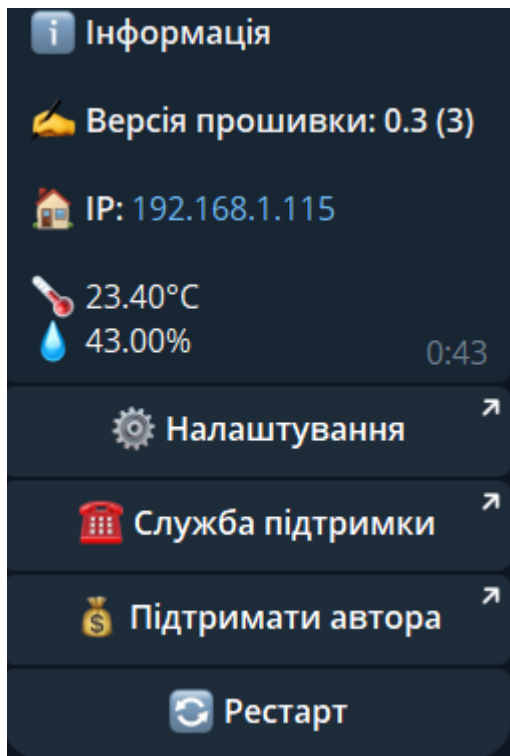 ℹ️ Інформація
✍️ Версія прошивки: 0.3 (3)
🏠 IP: 192.168.1.115
🌡️ 23.40°C
💧 43.00%
0:43
⚙️ Налаштування
☎️ Служба підтримки
💰 Підтримати автора
🔄 Рестарт